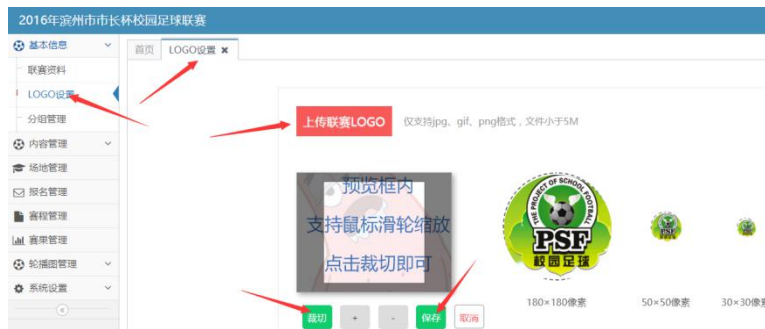 2016年滨州市市长杯校园足球联赛
基本信息
联赛资料
LOGO设置
分组管理
内容管理
场地管理
报名管理
赛程管理
赛果管理
轮播图管理
系统设置
首页 LOGO设置 ×
上传联赛LOGO 仅支持jpg、gif、png格式，文件小于5M
预览框内
支持鼠标滑轮缩放
点击裁切即可
裁切 + - 保存 取消
THE PROJECT OF SCHOOL FOOTBALL
PSF
校园足球
180×180像素 50×50像素 30×30像素